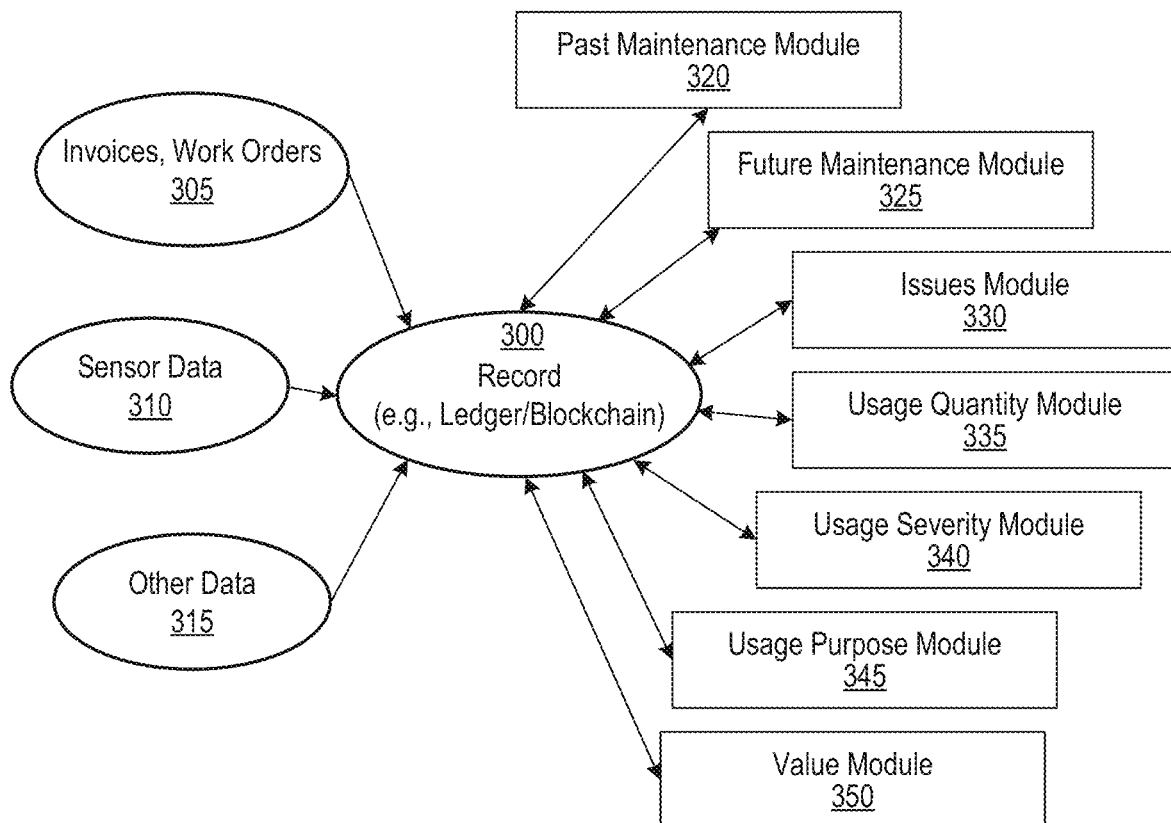 Past Maintenance Module
320
Invoices, Work Orders
305
Future Maintenance Module
325
Issues Module
330
300
Record
(e.g., Ledger/Blockchain)
Sensor Data
310
Usage Quantity Module
335
Usage Severity Module
340
Other Data
315
Usage Purpose Module
345
Value Module
350